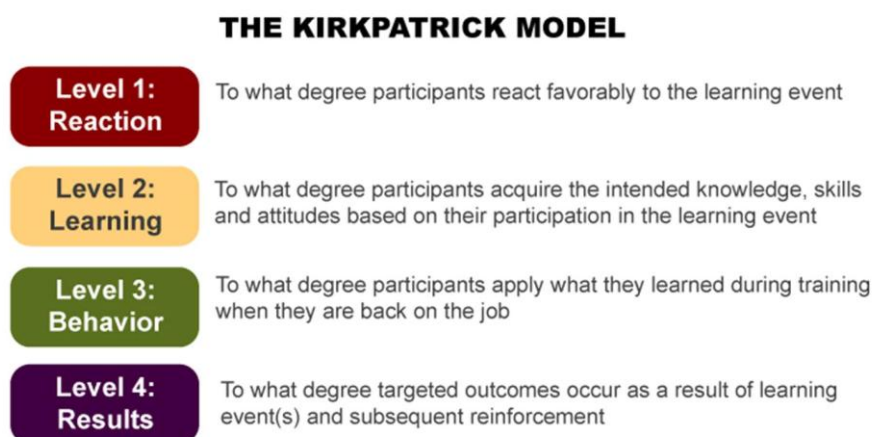 THE KIRKPATRICK MODEL
Level 1:
Reaction
To what degree participants react favorably to the learning event
Level 2:
Learning
To what degree participants acquire the intended knowledge, skills
and attitudes based on their participation in the learning event
Level 3:
Behavior
To what degree participants apply what they learned during training
when they are back on the job
Level 4:
Results
To what degree targeted outcomes occur as a result of learning
event(s) and subsequent reinforcement